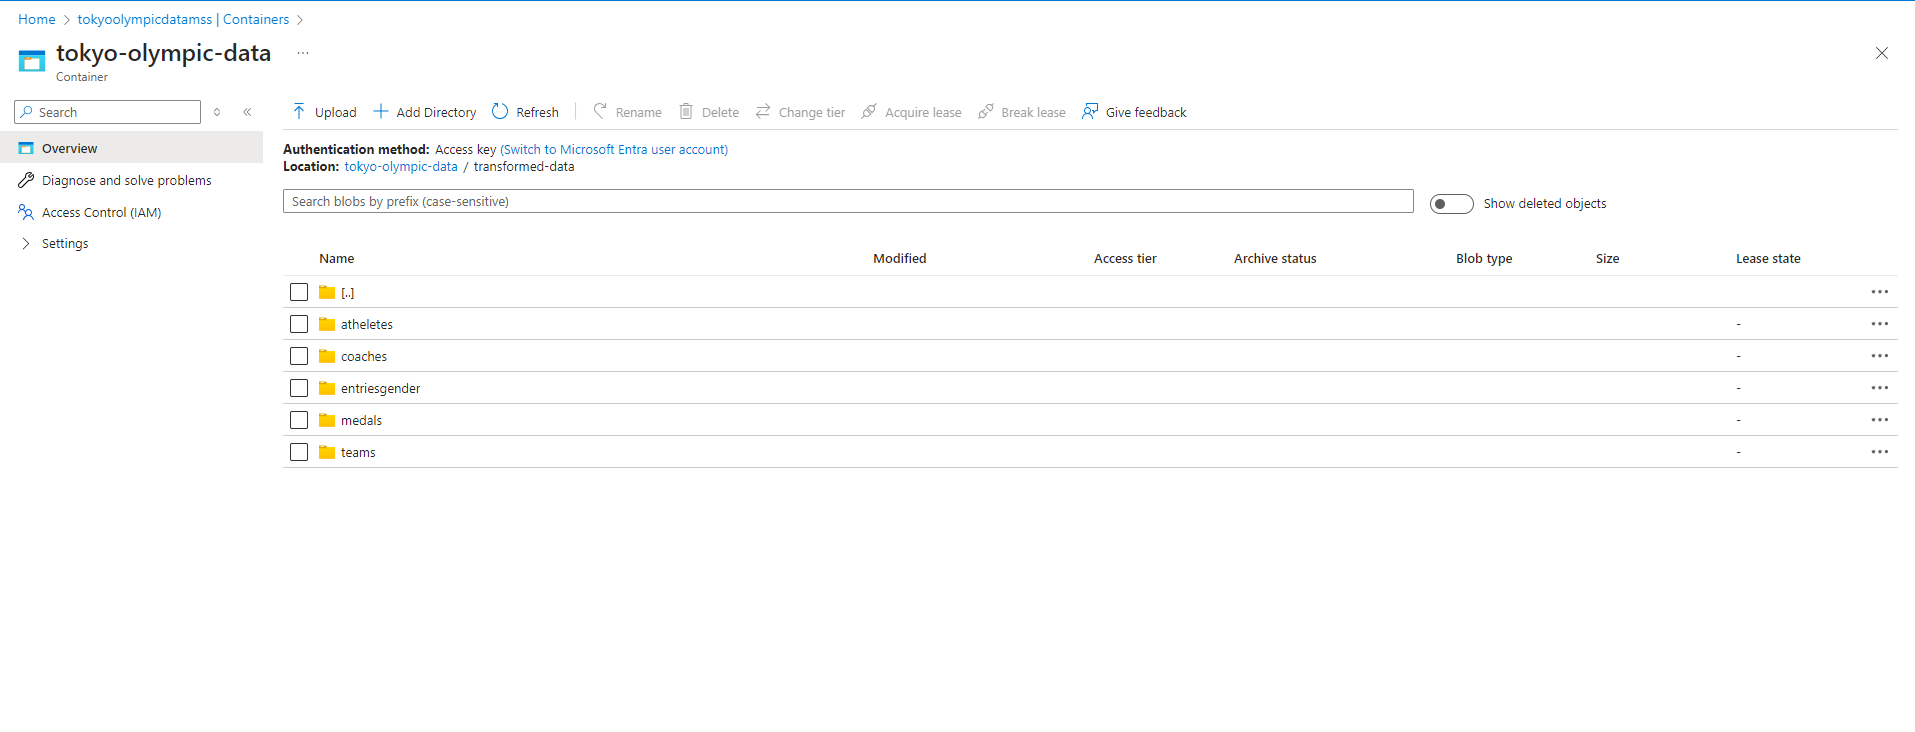 Home > tokyoolympicdatamss | Containers >
tokyo-olympic-data ...
Container
Search
Overview
Diagnose and solve problems
Access Control (IAM)
Settings
Upload Add Directory Refresh Rename Delete Change tier Acquire lease Break lease Give feedback
Authentication method: Access key (Switch to Microsoft Entra user account)
Location: tokyo-olympic-data / transformed-data
Search blobs by prefix (case-sensitive)
Show deleted objects
Name Modified Access tier Archive status Blob type Size Lease state
[..]
atheletes -
coaches -
entriesgender -
medals -
teams -